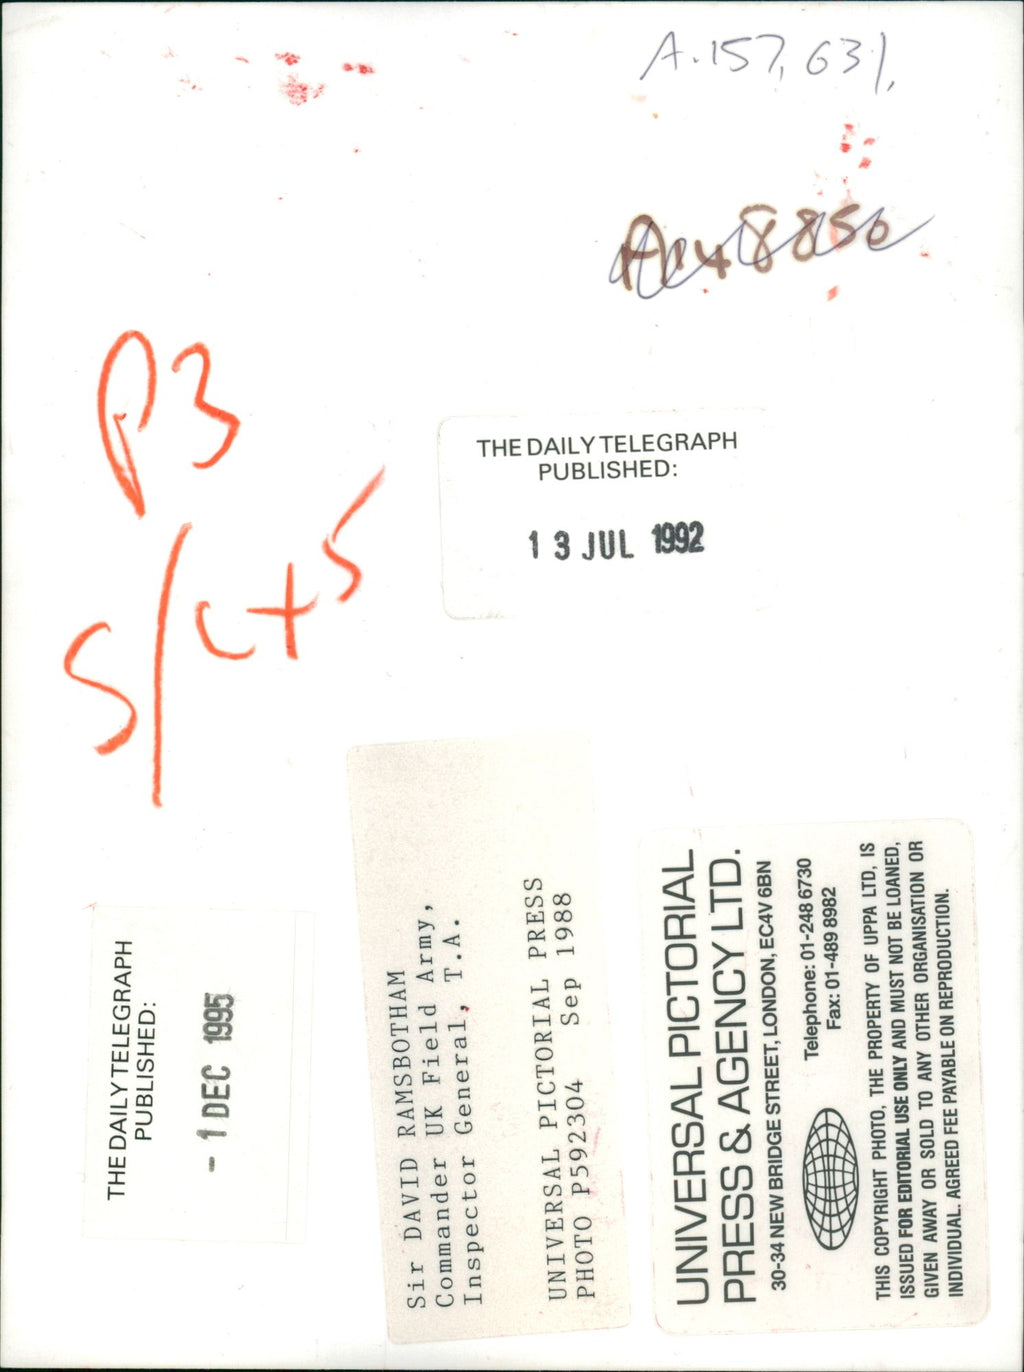 A.157,631,
A148850
P3
S/Ct5
THE DAILY TELEGRAPH
PUBLISHED:
13 JUL 1992
THE DAILY TELEGRAPH
PUBLISHED:
- 1 DEC 1995
Sir DAVID RAMSBOTHAM
Commander UK Field Army,
Inspector General, T.A.
UNIVERSAL PICTORIAL PRESS
PHOTO P592304 Sep 1988
UNIVERSAL PICTORIAL
PRESS & AGENCY LTD.
30-34 NEW BRIDGE STREET, LONDON, EC4V 6BN
Telephone: 01-248 6730
Fax: 01-489 8982
THIS COPYRIGHT PHOTO, THE PROPERTY OF UPPA LTD, IS
ISSUED FOR EDITORIAL USE ONLY AND MUST NOT BE LOANED,
GIVEN AWAY OR SOLD TO ANY OTHER ORGANISATION OR
INDIVIDUAL. AGREED FEE PAYABLE ON REPRODUCTION.